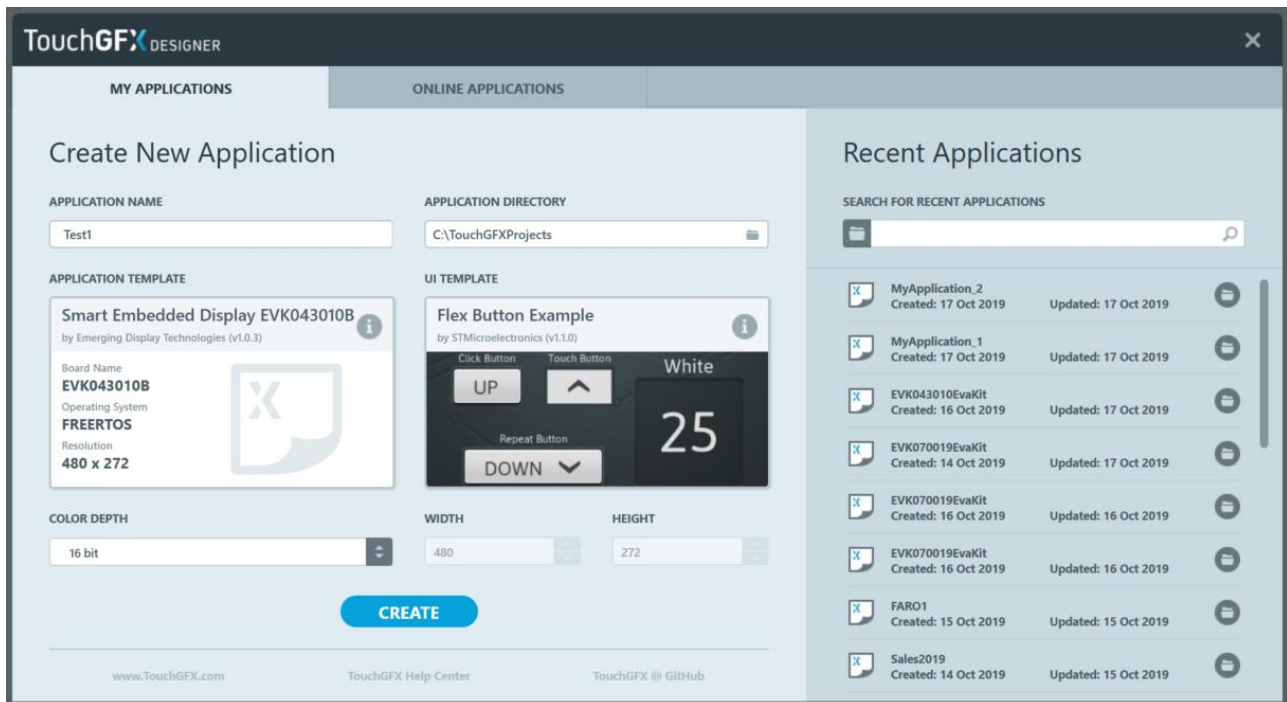 TouchGFX DESIGNER
MY APPLICATIONS
ONLINE APPLICATIONS
Create New Application
APPLICATION NAME
Test1
APPLICATION DIRECTORY
C:\TouchGFXProjects
APPLICATION TEMPLATE
Smart Embedded Display EVK043010B
by Emerging Display Technologies (v1.0.3)
Board Name
EVK043010B
Operating System
FREERTOS
Resolution
480 x 272
UI TEMPLATE
Flex Button Example
by STMicroelectronics (v1.1.0)
Click Button
Touch Button
White
UP
25
Repeat Button
DOWN
COLOR DEPTH
16 bit
WIDTH
480
HEIGHT
272
CREATE
www.TouchGFX.com
TouchGFX Help Center
TouchGFX @ GitHub
Recent Applications
SEARCH FOR RECENT APPLICATIONS
MyApplication_2
Created: 17 Oct 2019 Updated: 17 Oct 2019
MyApplication_1
Created: 17 Oct 2019 Updated: 17 Oct 2019
EVK043010EvaKit
Created: 16 Oct 2019 Updated: 17 Oct 2019
EVK070019EvaKit
Created: 14 Oct 2019 Updated: 17 Oct 2019
EVK070019EvaKit
Created: 16 Oct 2019 Updated: 16 Oct 2019
EVK070019EvaKit
Created: 16 Oct 2019 Updated: 16 Oct 2019
FARO1
Created: 15 Oct 2019 Updated: 15 Oct 2019
Sales2019
Created: 14 Oct 2019 Updated: 15 Oct 2019